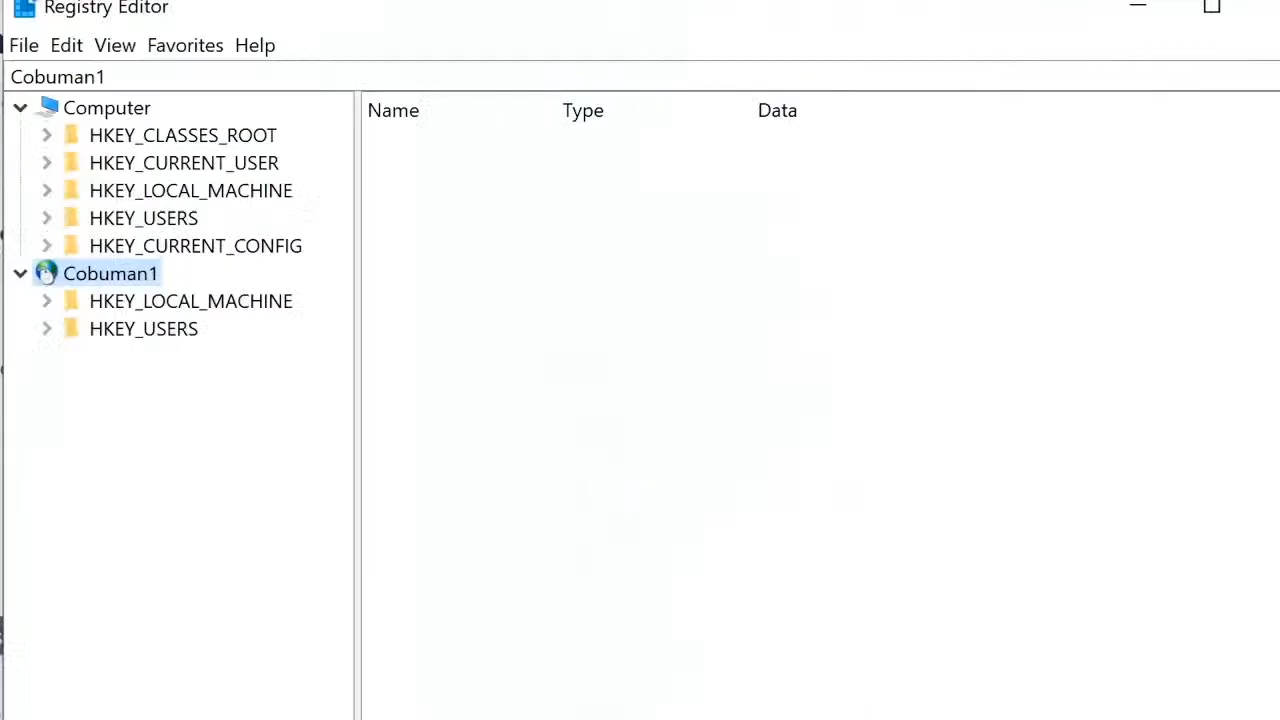 Registry Editor
File Edit View Favorites Help
Cobuman1
Computer
HKEY_CLASSES_ROOT
HKEY_CURRENT_USER
HKEY_LOCAL_MACHINE
HKEY_USERS
HKEY_CURRENT_CONFIG
Cobuman1
HKEY_LOCAL_MACHINE
HKEY_USERS
Name Type Data